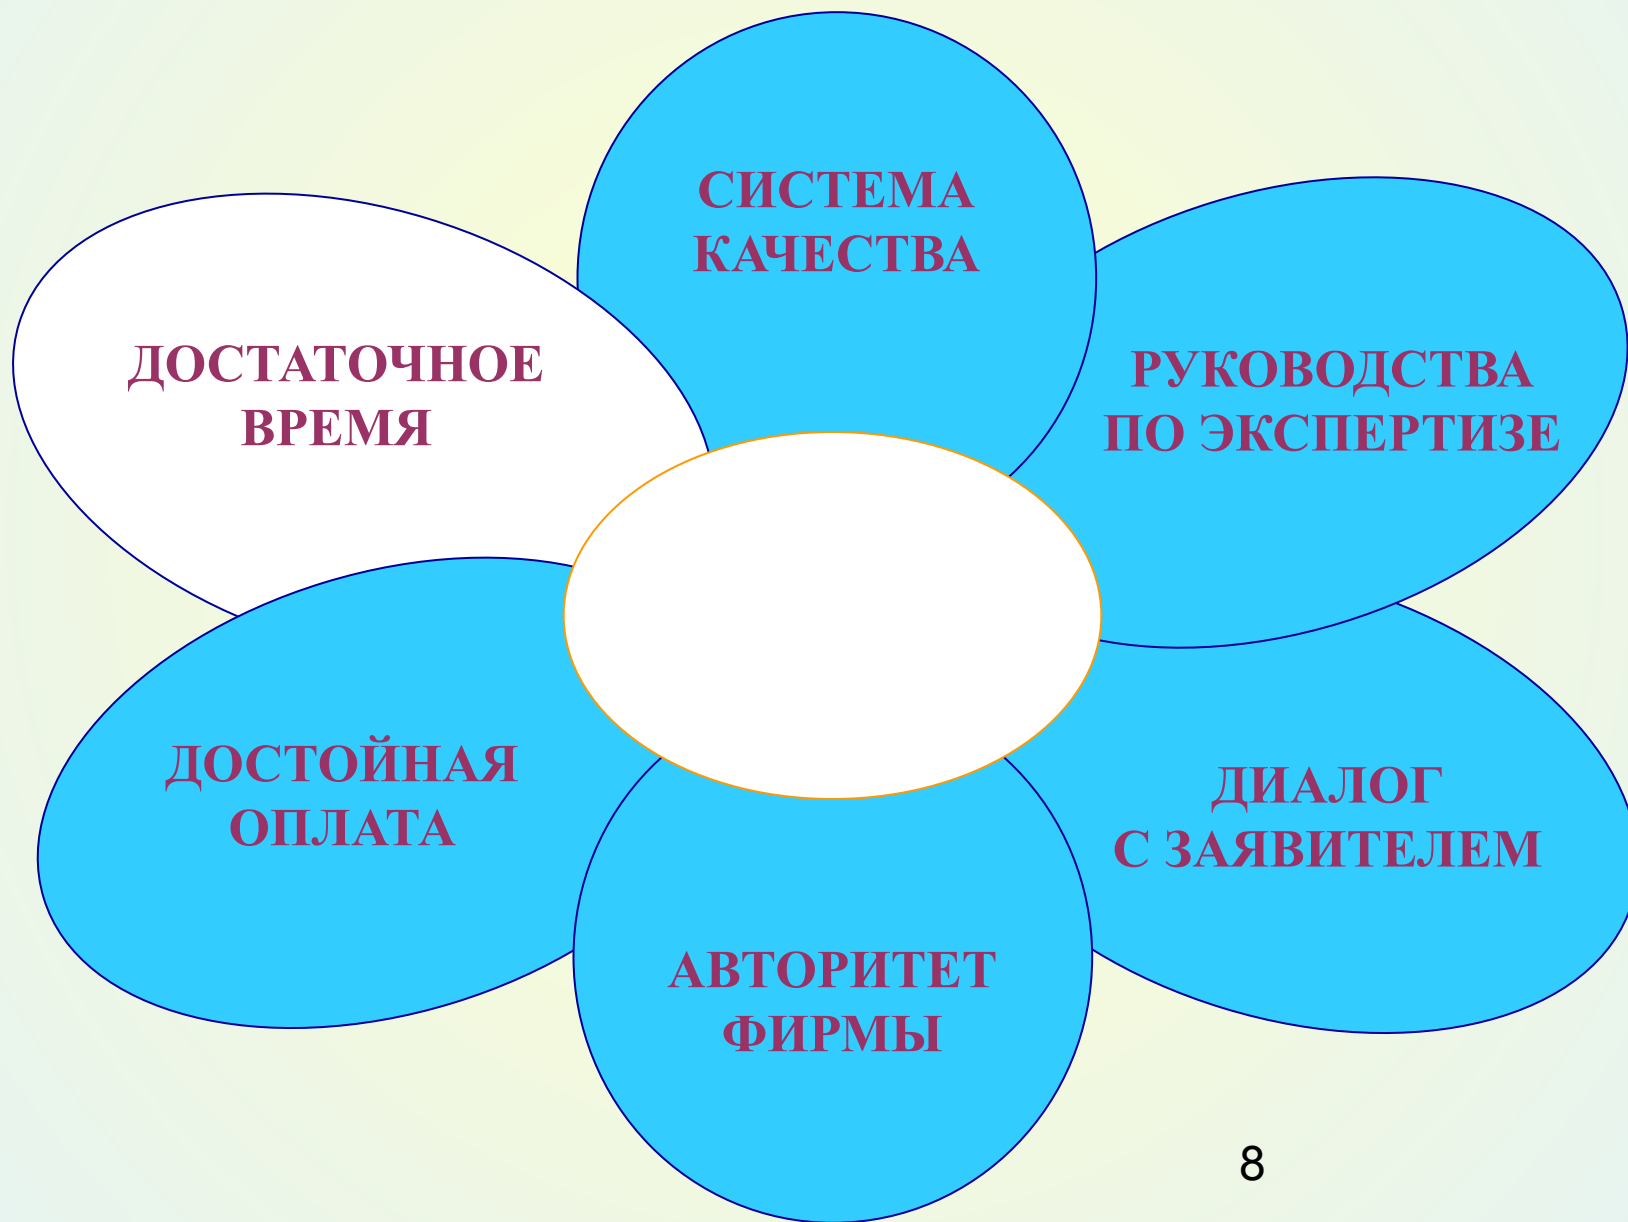 СИСТЕМА
КАЧЕСТВА
ДОСТАТОЧНОЕ
ВРЕМЯ
РУКОВОДСТВА
ПО ЭКСПЕРТИЗЕ
ДОСТОЙНАЯ
ОПЛАТА
ДИАЛОГ
С ЗАЯВИТЕЛЕМ
АВТОРИТЕТ
ФИРМЫ
8